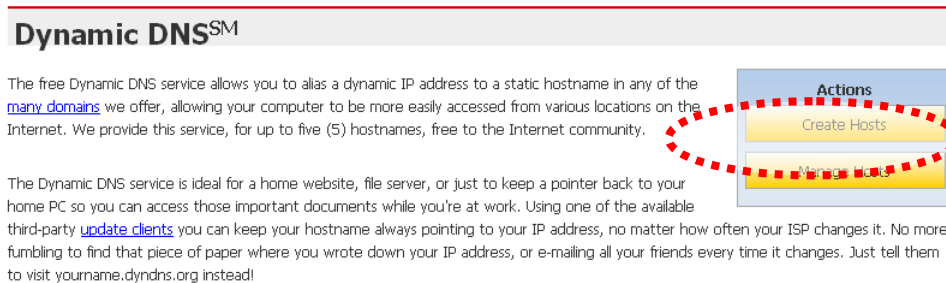 Dynamic DNS℠
The free Dynamic DNS service allows you to alias a dynamic IP address to a static hostname in any of the
many domains we offer, allowing your computer to be more easily accessed from various locations on the
Internet. We provide this service, for up to five (5) hostnames, free to the Internet community.
Actions
Create Hosts
Manage Hosts
The Dynamic DNS service is ideal for a home website, file server, or just to keep a pointer back to your
home PC so you can access those important documents while you're at work. Using one of the available
third-party update clients you can keep your hostname always pointing to your IP address, no matter how often your ISP changes it. No more
fumbling to find that piece of paper where you wrote down your IP address, or e-mailing all your friends every time it changes. Just tell them
to visit yourname.dyndns.org instead!